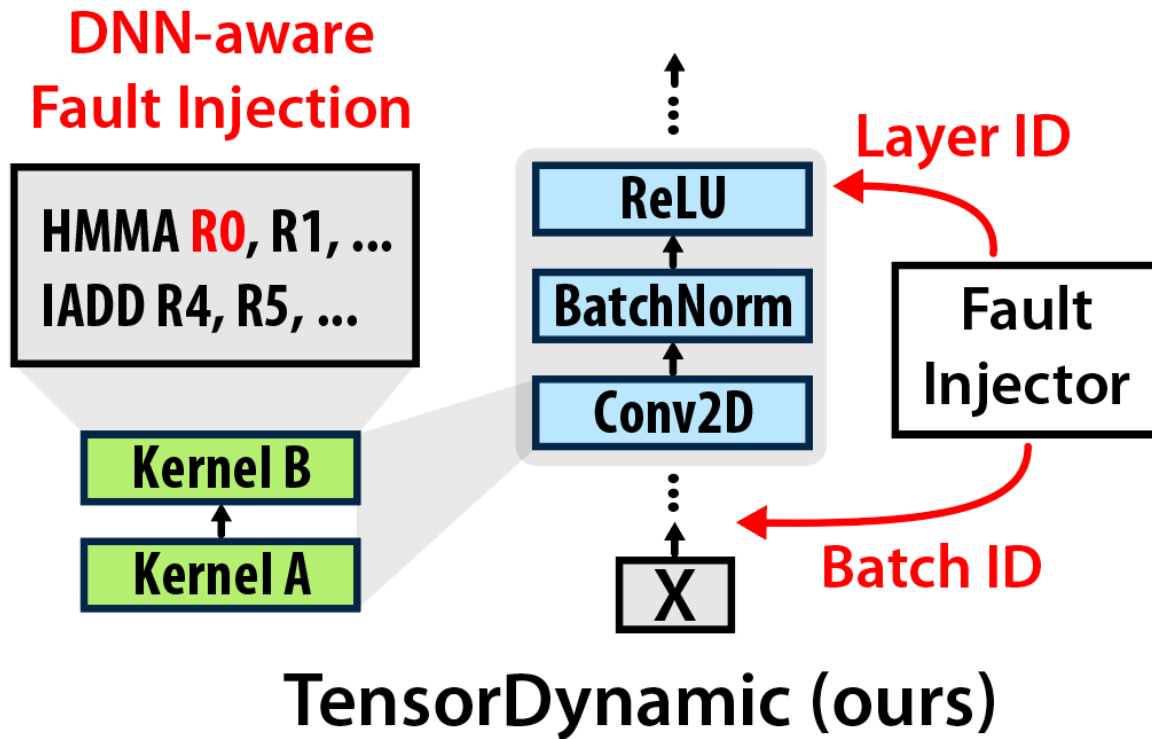 DNN-aware
Fault Injection
HMMA R0, R1, ...
IADD R4, R5, ...
Kernel B
Kernel A
ReLU
BatchNorm
Conv2D
X
Layer ID
Fault
Injector
Batch ID
TensorDynamic (ours)